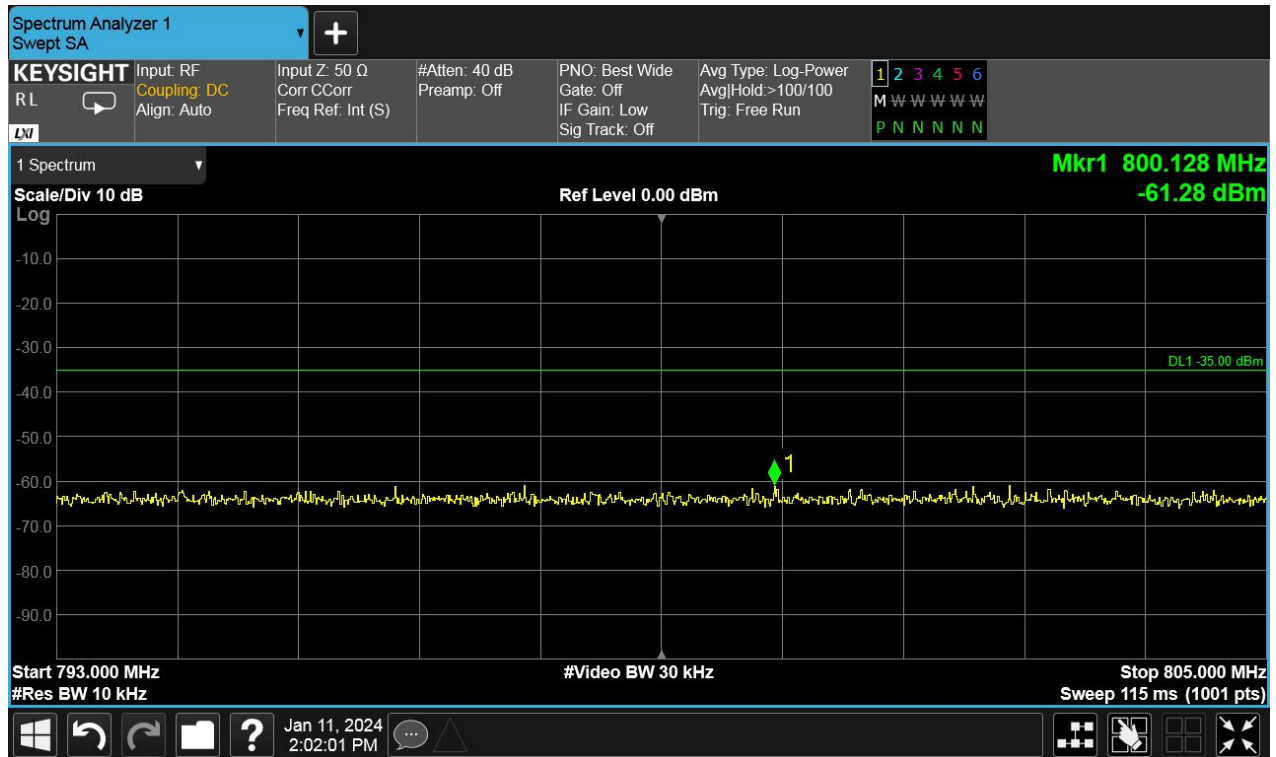 Spectrum Analyzer 1
Swept SA
KEYSIGHT
RL
LXI
Input: RF
Coupling: DC
Align: Auto
Input Z: 50 Ω
Corr CCorr
Freq Ref: Int (S)
#Atten: 40 dB
Preamp: Off
PNO: Best Wide
Gate: Off
IF Gain: Low
Sig Track: Off
Avg Type: Log-Power
Avg|Hold:>100/100
Trig: Free Run
1 2 3 4 5 6
M W W W W W
P N N N N N
1 Spectrum
Mkr1 800.128 MHz
-61.28 dBm
Scale/Div 10 dB
Ref Level 0.00 dBm
Log
-10.0
-20.0
-30.0
DL1 -35.00 dBm
-40.0
-50.0
1
-60.0
-70.0
-80.0
-90.0
Start 793.000 MHz
#Video BW 30 kHz
Stop 805.000 MHz
#Res BW 10 kHz
Sweep 115 ms (1001 pts)
?
Jan 11, 2024
2:02:01 PM